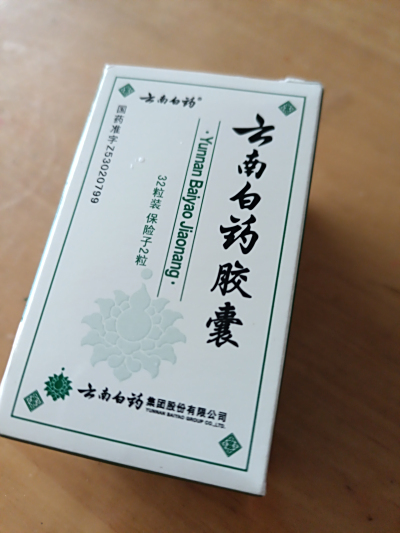 云南白药®
国药准字Z53020799
云南白药胶囊
·Yunnan Baiyao Jiaonang·
32粒装 保险子2粒
云南白药 集团股份有限公司
YUNNAN BAIYAO GROUP CO.,LTD.